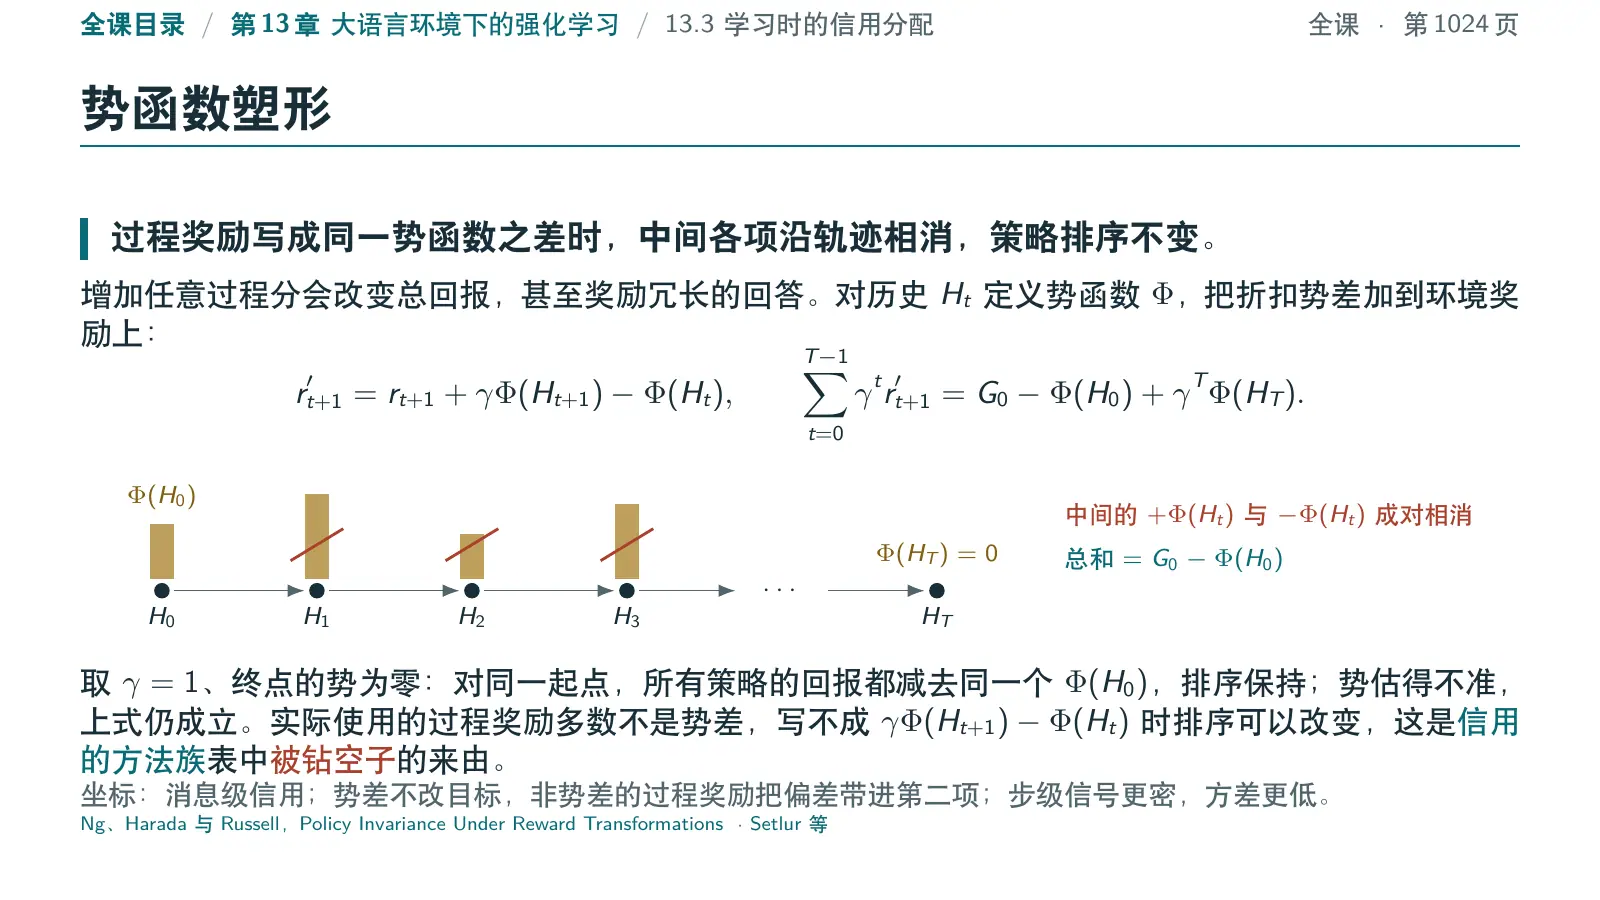 全课目录 / 第 13 章 大语言环境下的强化学习 / 13.3 学习时的信用分配
全课 · 第 1024 页
势函数塑形
过程奖励写成同一势函数之差时，中间各项沿轨迹相消，策略排序不变。
增加任意过程分会改变总回报，甚至奖励冗长的回答。对历史 H_t 定义势函数 Φ，把折扣势差加到环境奖
励上：
r′_{t+1} = r_{t+1} + γΦ(H_{t+1}) − Φ(H_t),   ∑_{t=0}^{T−1} γ^t r′_{t+1} = G_0 − Φ(H_0) + γ^T Φ(H_T).
Φ(H_0)
Φ(H_T) = 0
H_0 H_1 H_2 H_3 ··· H_T
中间的 +Φ(H_t) 与 −Φ(H_t) 成对相消
总和 = G_0 − Φ(H_0)
取 γ = 1、终点的势为零：对同一起点，所有策略的回报都减去同一个 Φ(H_0)，排序保持；势估得不准，
上式仍成立。实际使用的过程奖励多数不是势差，写不成 γΦ(H_{t+1}) − Φ(H_t) 时排序可以改变，这是信用
的方法族表中被钻空子的来由。
坐标：消息级信用；势差不改目标，非势差的过程奖励把偏差带进第二项；步级信号更密，方差更低。
Ng、Harada 与 Russell，Policy Invariance Under Reward Transformations · Setlur 等